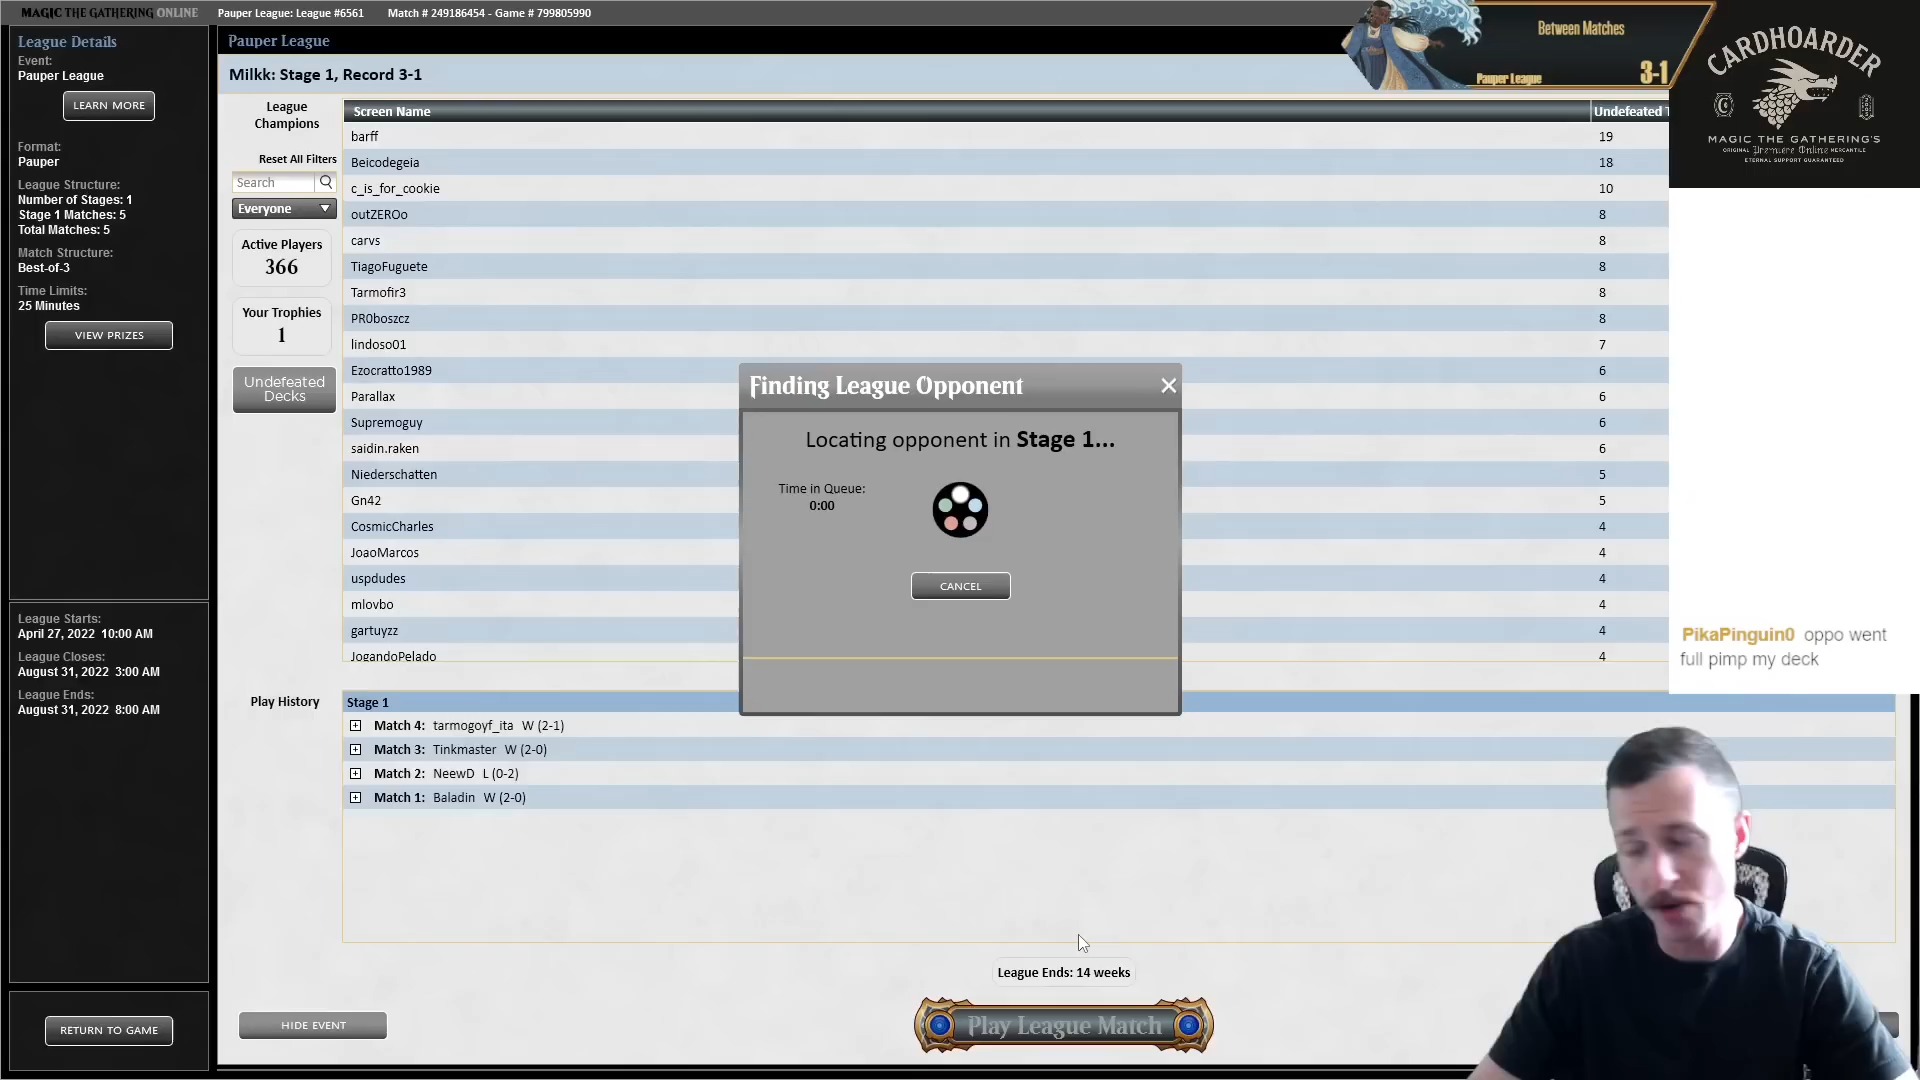 MAGIC THE GATHERING ONLINE
Pauper League: League #6561
Match # 249186454 - Game # 799805990
League Details
Event:
Pauper League
LEARN MORE
Format:
Pauper
League Structure:
Number of Stages: 1
Stage 1 Matches: 5
Total Matches: 5
Match Structure:
Best-of-3
Time Limits:
25 Minutes
VIEW PRIZES
League Starts:
April 27, 2022 10:00 AM
League Closes:
August 31, 2022 3:00 AM
League Ends:
August 31, 2022 8:00 AM
RETURN TO GAME
Pauper League
Milkk: Stage 1, Record 3-1
League
Champions
Reset All Filters
Search
Everyone
Active Players
366
Your Trophies
1
Undefeated
Decks
Screen Name
Undefeated T
barff 19
Beicodegeia 18
c_is_for_cookie 10
outZEROo 8
carvs 8
TiagoFuguete 8
Tarmofir3 8
PR0boszcz 8
lindoso01 7
Ezocratto1989 6
Parallax 6
Supremoguy 6
saidin.raken 6
Niederschatten 5
Gn42 5
CosmicCharles 4
JoaoMarcos 4
uspdudes 4
mlovbo 4
gartuyzz 4
JogandoPelado 4
Finding League Opponent
Locating opponent in Stage 1...
Time in Queue:
0:00
CANCEL
Play History
Stage 1
Match 4: tarmogoyf_ita W (2-1)
Match 3: Tinkmaster W (2-0)
Match 2: NeewD L (0-2)
Match 1: Baladin W (2-0)
League Ends: 14 weeks
HIDE EVENT
Play League Match
Between Matches
Pauper League
3-1
CARDHOARDER
MAGIC THE GATHERING'S
ORIGINAL Premiere Online MERCANTILE
ETERNAL SUPPORT GUARANTEED
PikaPinguin0 oppo went
full pimp my deck